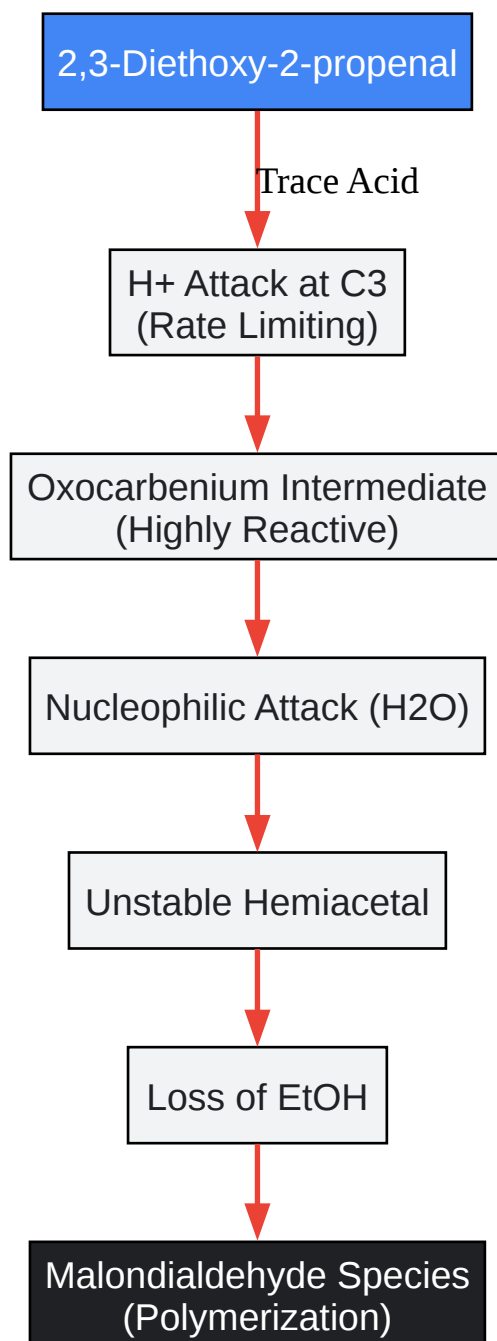 2,3-Diethoxy-2-propenal
Trace Acid
H+ Attack at C3
(Rate Limiting)
Oxocarbenium Intermediate
(Highly Reactive)
Nucleophilic Attack (H2O)
Unstable Hemiacetal
Loss of EtOH
Malondialdehyde Species
(Polymerization)